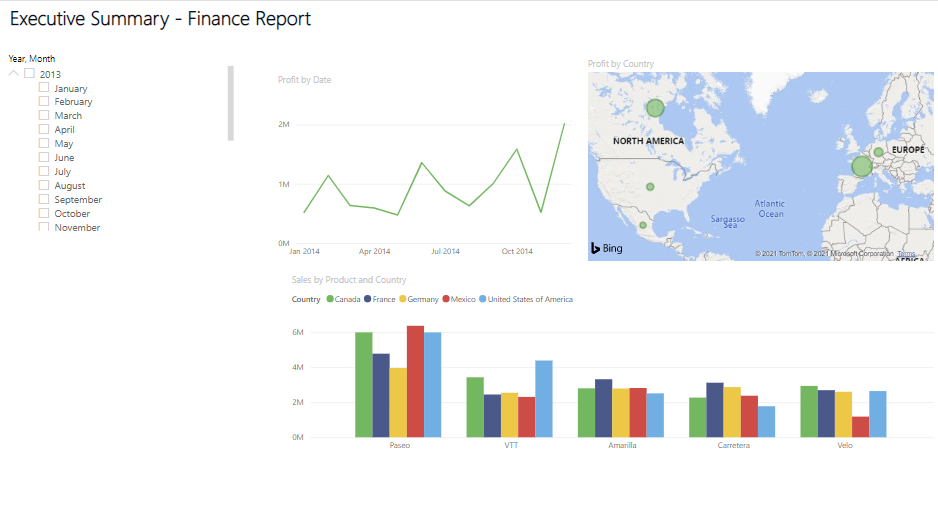 Executive Summary - Finance Report
Year, Month
2013
January
February
March
April
May
June
July
August
September
October
November
Profit by Date
2M
1M
0M
Jan 2014
Apr 2014
Jul 2014
Oct 2014
Profit by Country
NORTH AMERICA
EUROPE
Atlantic
Ocean
Sargasso
Sea
AFRICA
Bing
© 2021 TomTom, © 2021 Microsoft Corporation Terms
Sales by Product and Country
Country Canada France Germany Mexico United States of America
6M
4M
2M
0M
Paseo
VTT
Amarilla
Carretera
Velo